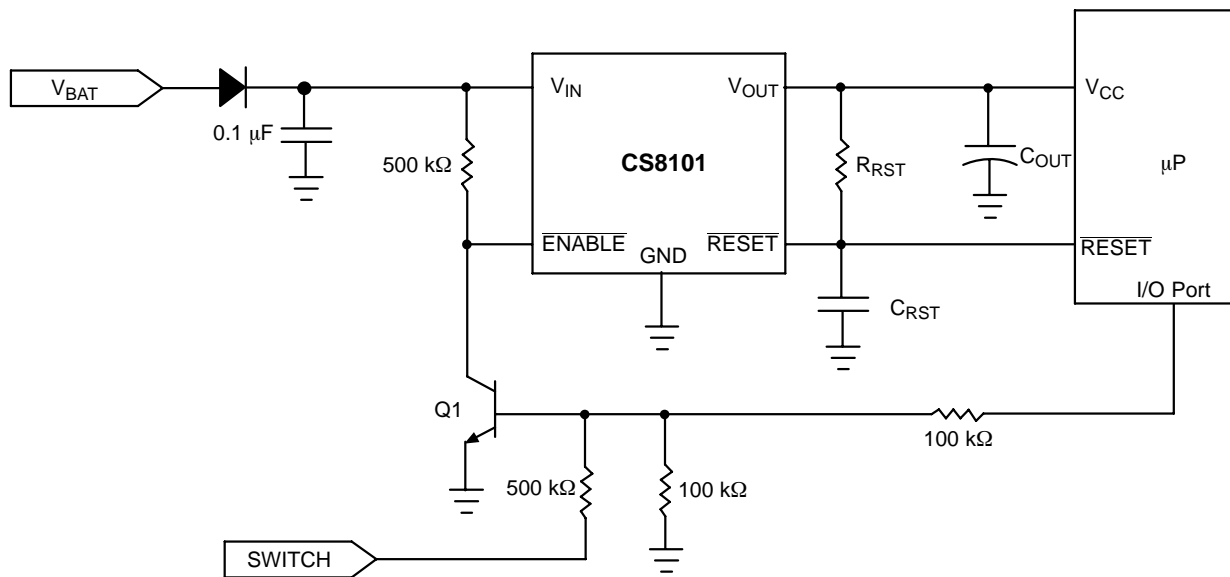 V_BAT
0.1 μF
500 kΩ
V_IN
V_OUT
CS8101
ENABLE
RESET
GND
R_RST
C_OUT
C_RST
V_CC
μP
RESET
I/O Port
Q1
500 kΩ
100 kΩ
100 kΩ
SWITCH